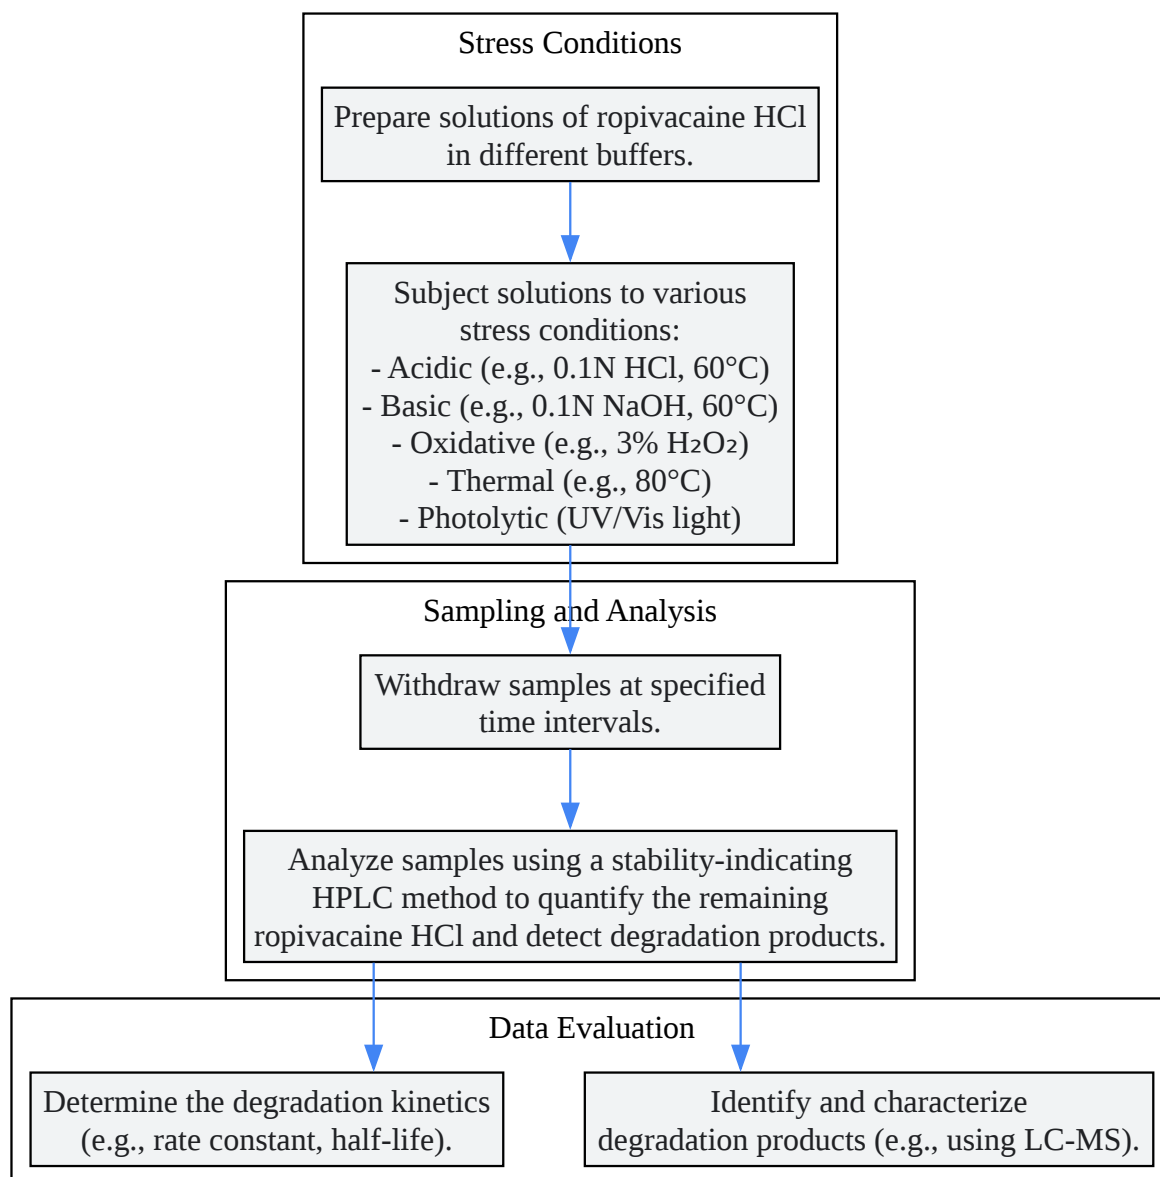 Stress Conditions
Prepare solutions of ropivacaine HCl
in different buffers.
Subject solutions to various
stress conditions:
- Acidic (e.g., 0.1N HCl, 60°C)
- Basic (e.g., 0.1N NaOH, 60°C)
- Oxidative (e.g., 3% H₂O₂)
- Thermal (e.g., 80°C)
- Photolytic (UV/Vis light)
Sampling and Analysis
Withdraw samples at specified
time intervals.
Analyze samples using a stability-indicating
HPLC method to quantify the remaining
ropivacaine HCl and detect degradation products.
Data Evaluation
Determine the degradation kinetics
(e.g., rate constant, half-life).
Identify and characterize
degradation products (e.g., using LC-MS).